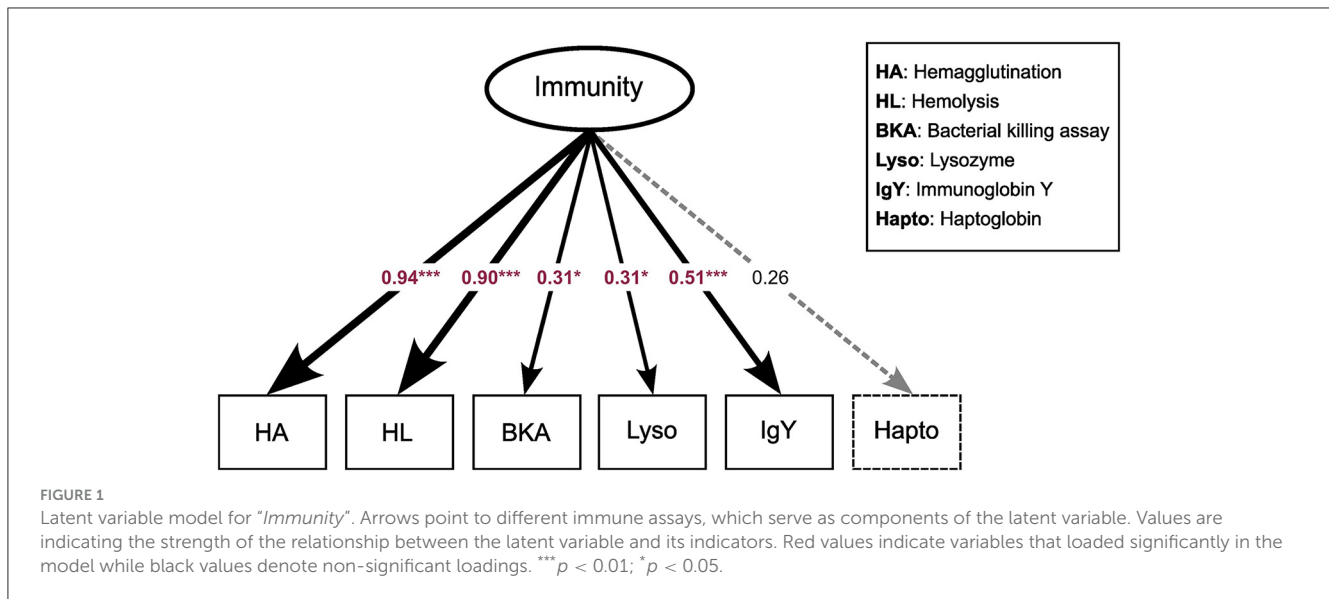 Immunity
HA: Hemagglutination
HL: Hemolysis
BKA: Bacterial killing assay
Lyso: Lysozyme
IgY: Immunoglobin Y
Hapto: Haptoglobin
0.94*** 0.90*** 0.31* 0.31* 0.51*** 0.26
HA HL BKA Lyso IgY Hapto
FIGURE 1
Latent variable model for "Immunity". Arrows point to different immune assays, which serve as components of the latent variable. Values are
indicating the strength of the relationship between the latent variable and its indicators. Red values indicate variables that loaded significantly in the
model while black values denote non-significant loadings. ***p < 0.01; *p < 0.05.